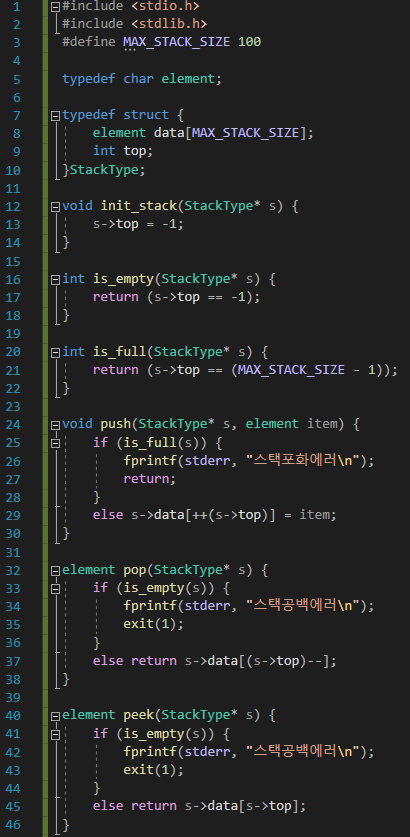 1 #include <stdio.h>
2 #include <stdlib.h>
3 #define MAX_STACK_SIZE 100
4
5 typedef char element;
6
7 typedef struct {
8     element data[MAX_STACK_SIZE];
9     int top;
10 }StackType;
11
12 void init_stack(StackType* s) {
13     s->top = -1;
14 }
15
16 int is_empty(StackType* s) {
17     return (s->top == -1);
18 }
19
20 int is_full(StackType* s) {
21     return (s->top == (MAX_STACK_SIZE - 1));
22 }
23
24 void push(StackType* s, element item) {
25     if (is_full(s)) {
26         fprintf(stderr, "스택포화에러\n");
27         return;
28     }
29     else s->data[++(s->top)] = item;
30 }
31
32 element pop(StackType* s) {
33     if (is_empty(s)) {
34         fprintf(stderr, "스택공백에러\n");
35         exit(1);
36     }
37     else return s->data[(s->top)--];
38 }
39
40 element peek(StackType* s) {
41     if (is_empty(s)) {
42         fprintf(stderr, "스택공백에러\n");
43         exit(1);
44     }
45     else return s->data[s->top];
46 }